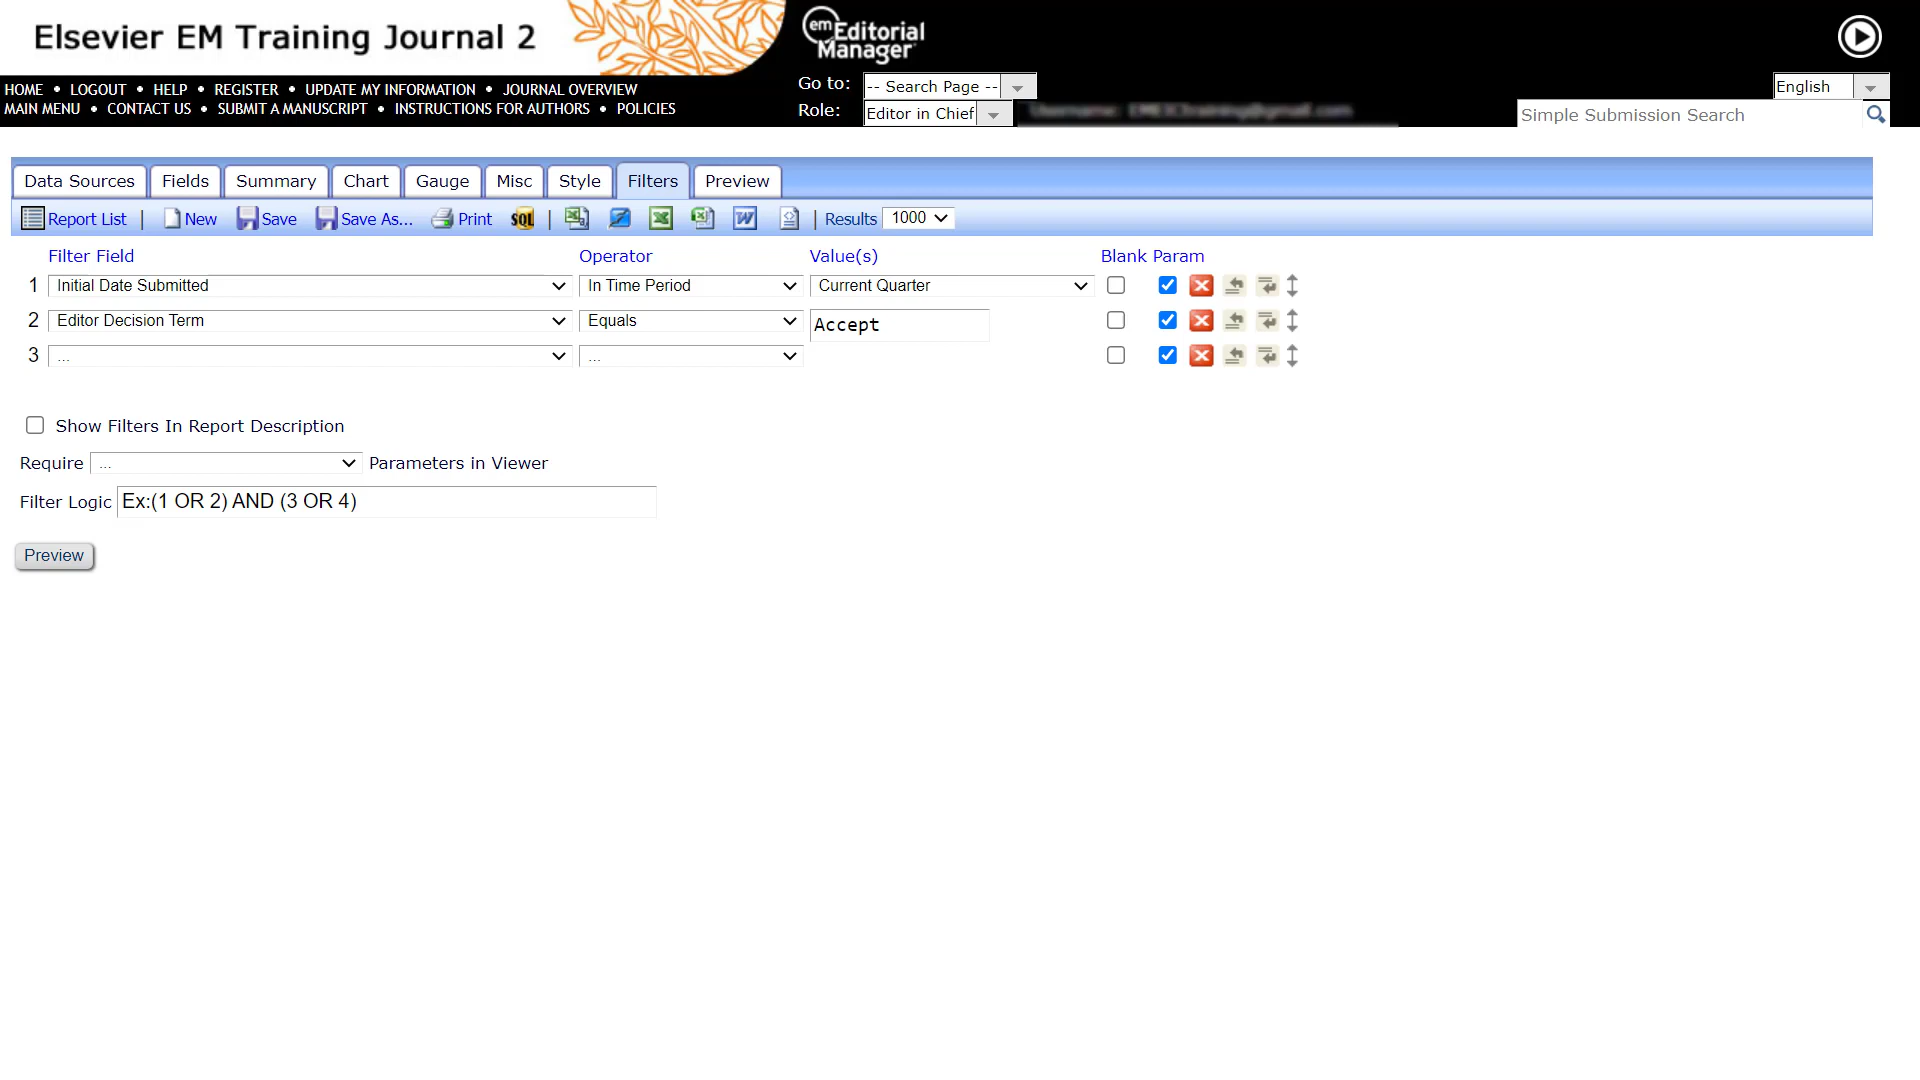 Elsevier EM Training Journal 2
em Editorial Manager
HOME • LOGOUT • HELP • REGISTER • UPDATE MY INFORMATION • JOURNAL OVERVIEW
MAIN MENU • CONTACT US • SUBMIT A MANUSCRIPT • INSTRUCTIONS FOR AUTHORS • POLICIES
Go to: -- Search Page --
Role: Editor in Chief
English
Simple Submission Search
Data Sources Fields Summary Chart Gauge Misc Style Filters Preview
Report List | New Save Save As... Print SQL | | Results 1000
Filter Field Operator Value(s) Blank Param
1 Initial Date Submitted In Time Period Current Quarter
2 Editor Decision Term Equals Accept
3 ... ...
Show Filters In Report Description
Require ... Parameters in Viewer
Filter Logic Ex:(1 OR 2) AND (3 OR 4)
Preview